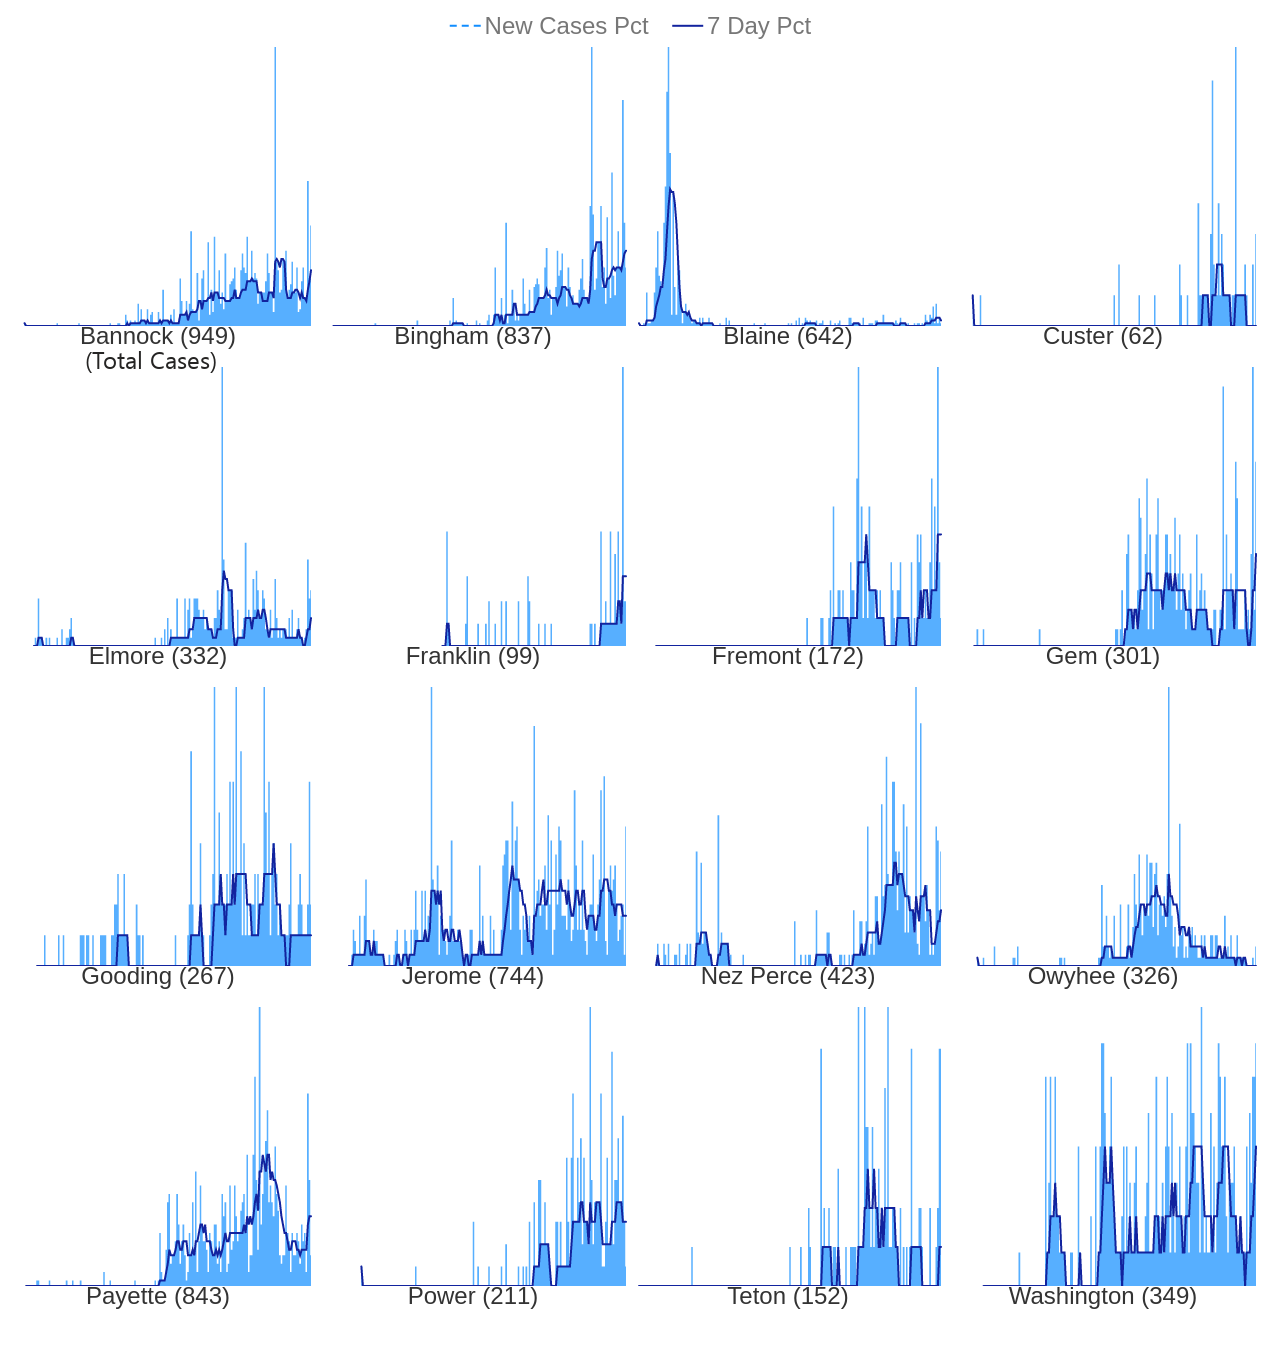 New Cases Pct 7 Day Pct
Bannock (949) Bingham (837) Blaine (642) Custer (62)
(Total Cases)
Elmore (332) Franklin (99) Fremont (172) Gem (301)
Gooding (267) Jerome (744) Nez Perce (423) Owyhee (326)
Payette (843) Power (211) Teton (152) Washington (349)